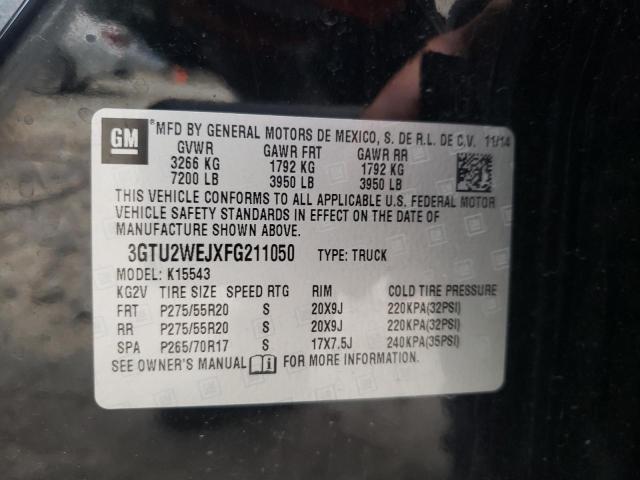 GM
® MFD BY GENERAL MOTORS DE MEXICO, S. DE R.L. DE C.V. 11/14
GVWR GAWR FRT GAWR RR
3266 KG 1792 KG 1792 KG
7200 LB 3950 LB 3950 LB
THIS VEHICLE CONFORMS TO ALL APPLICABLE U.S. FEDERAL MOTOR
VEHICLE SAFETY STANDARDS IN EFFECT ON THE DATE OF
MANUFACTURE SHOWN ABOVE.
3GTU2WEJXFG211050 TYPE: TRUCK
MODEL: K15543
KG2V TIRE SIZE SPEED RTG RIM COLD TIRE PRESSURE
FRT P275/55R20 S 20X9J 220KPA(32PSI)
RR P275/55R20 S 20X9J 220KPA(32PSI)
SPA P265/70R17 S 17X7.5J 240KPA(35PSI)
SEE OWNER'S MANUAL FOR MORE INFORMATION.